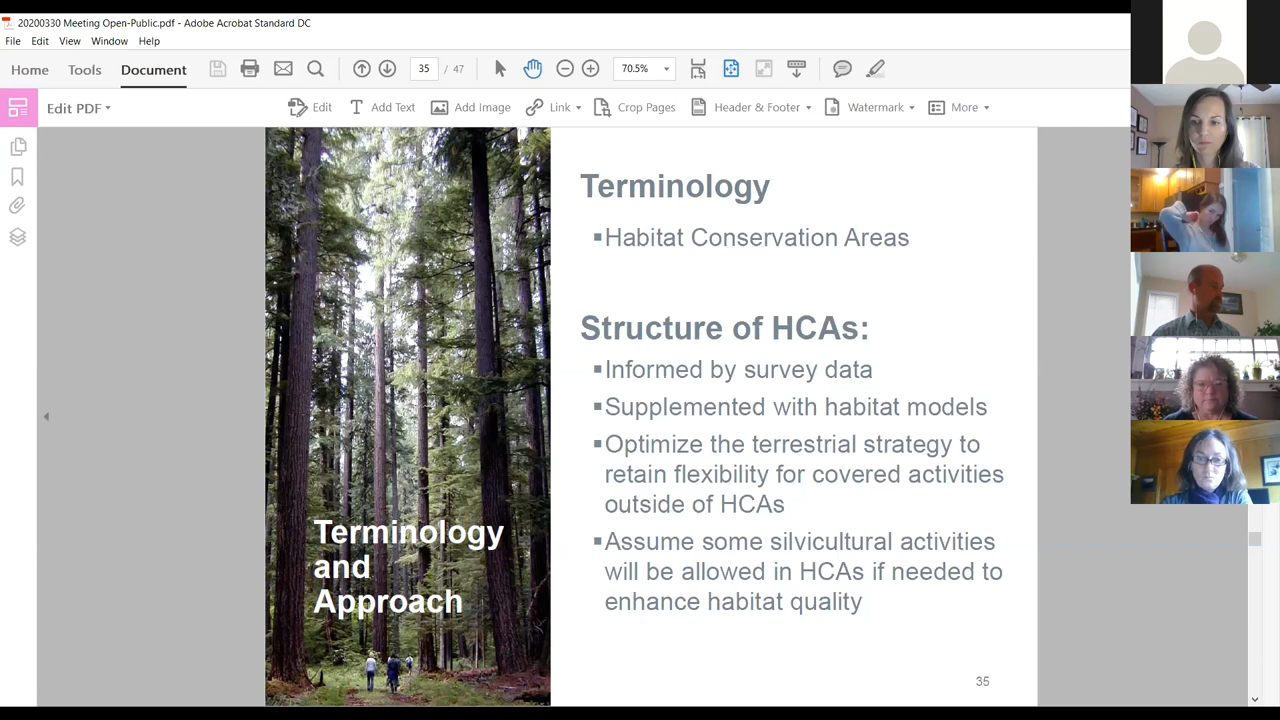 20200330 Meeting Open-Public.pdf - Adobe Acrobat Standard DC
File Edit View Window Help
Home Tools Document 35 / 47 70.5%
Edit PDF Edit Add Text Add Image Link Crop Pages Header & Footer Watermark More
Terminology
and
Approach
Terminology
▪Habitat Conservation Areas
Structure of HCAs:
▪Informed by survey data
▪Supplemented with habitat models
▪Optimize the terrestrial strategy to
retain flexibility for covered activities
outside of HCAs
▪Assume some silvicultural activities
will be allowed in HCAs if needed to
enhance habitat quality
35